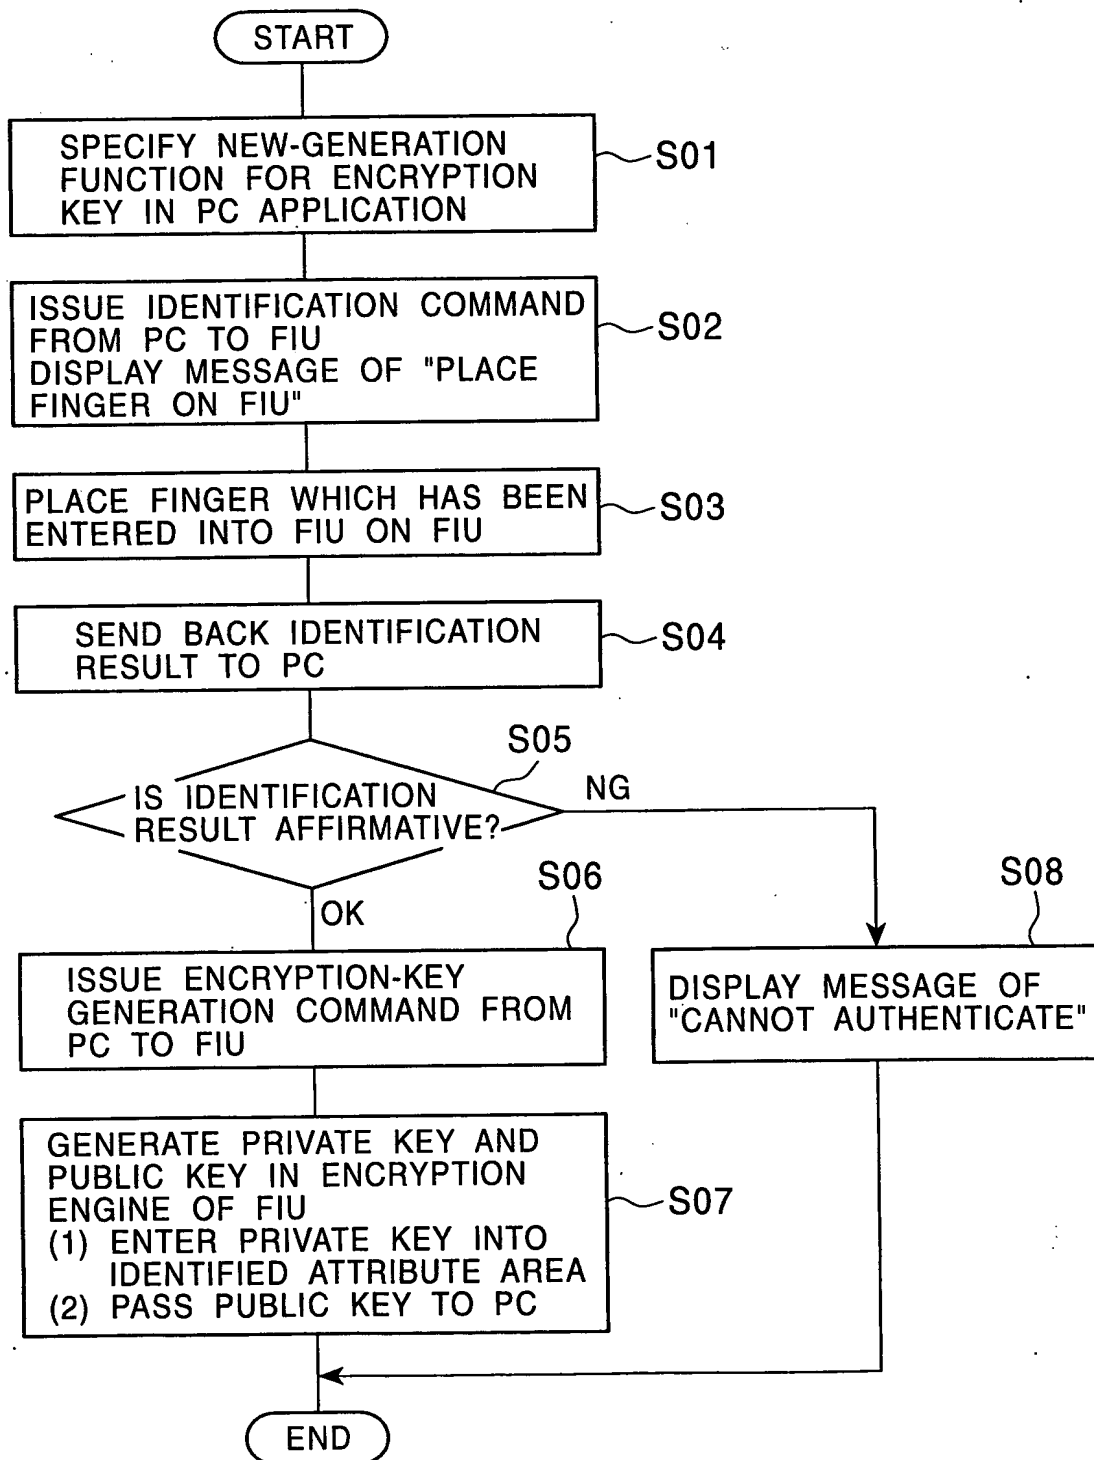 START
SPECIFY NEW-GENERATION
FUNCTION FOR ENCRYPTION
KEY IN PC APPLICATION
S01
ISSUE IDENTIFICATION COMMAND
FROM PC TO FIU
DISPLAY MESSAGE OF "PLACE
FINGER ON FIU"
S02
PLACE FINGER WHICH HAS BEEN
ENTERED INTO FIU ON FIU
S03
SEND BACK IDENTIFICATION
RESULT TO PC
S04
S05
IS IDENTIFICATION
RESULT AFFIRMATIVE?
NG
OK
S06
ISSUE ENCRYPTION-KEY
GENERATION COMMAND FROM
PC TO FIU
S08
DISPLAY MESSAGE OF
"CANNOT AUTHENTICATE"
GENERATE PRIVATE KEY AND
PUBLIC KEY IN ENCRYPTION
ENGINE OF FIU
(1) ENTER PRIVATE KEY INTO
IDENTIFIED ATTRIBUTE AREA
(2) PASS PUBLIC KEY TO PC
S07
END